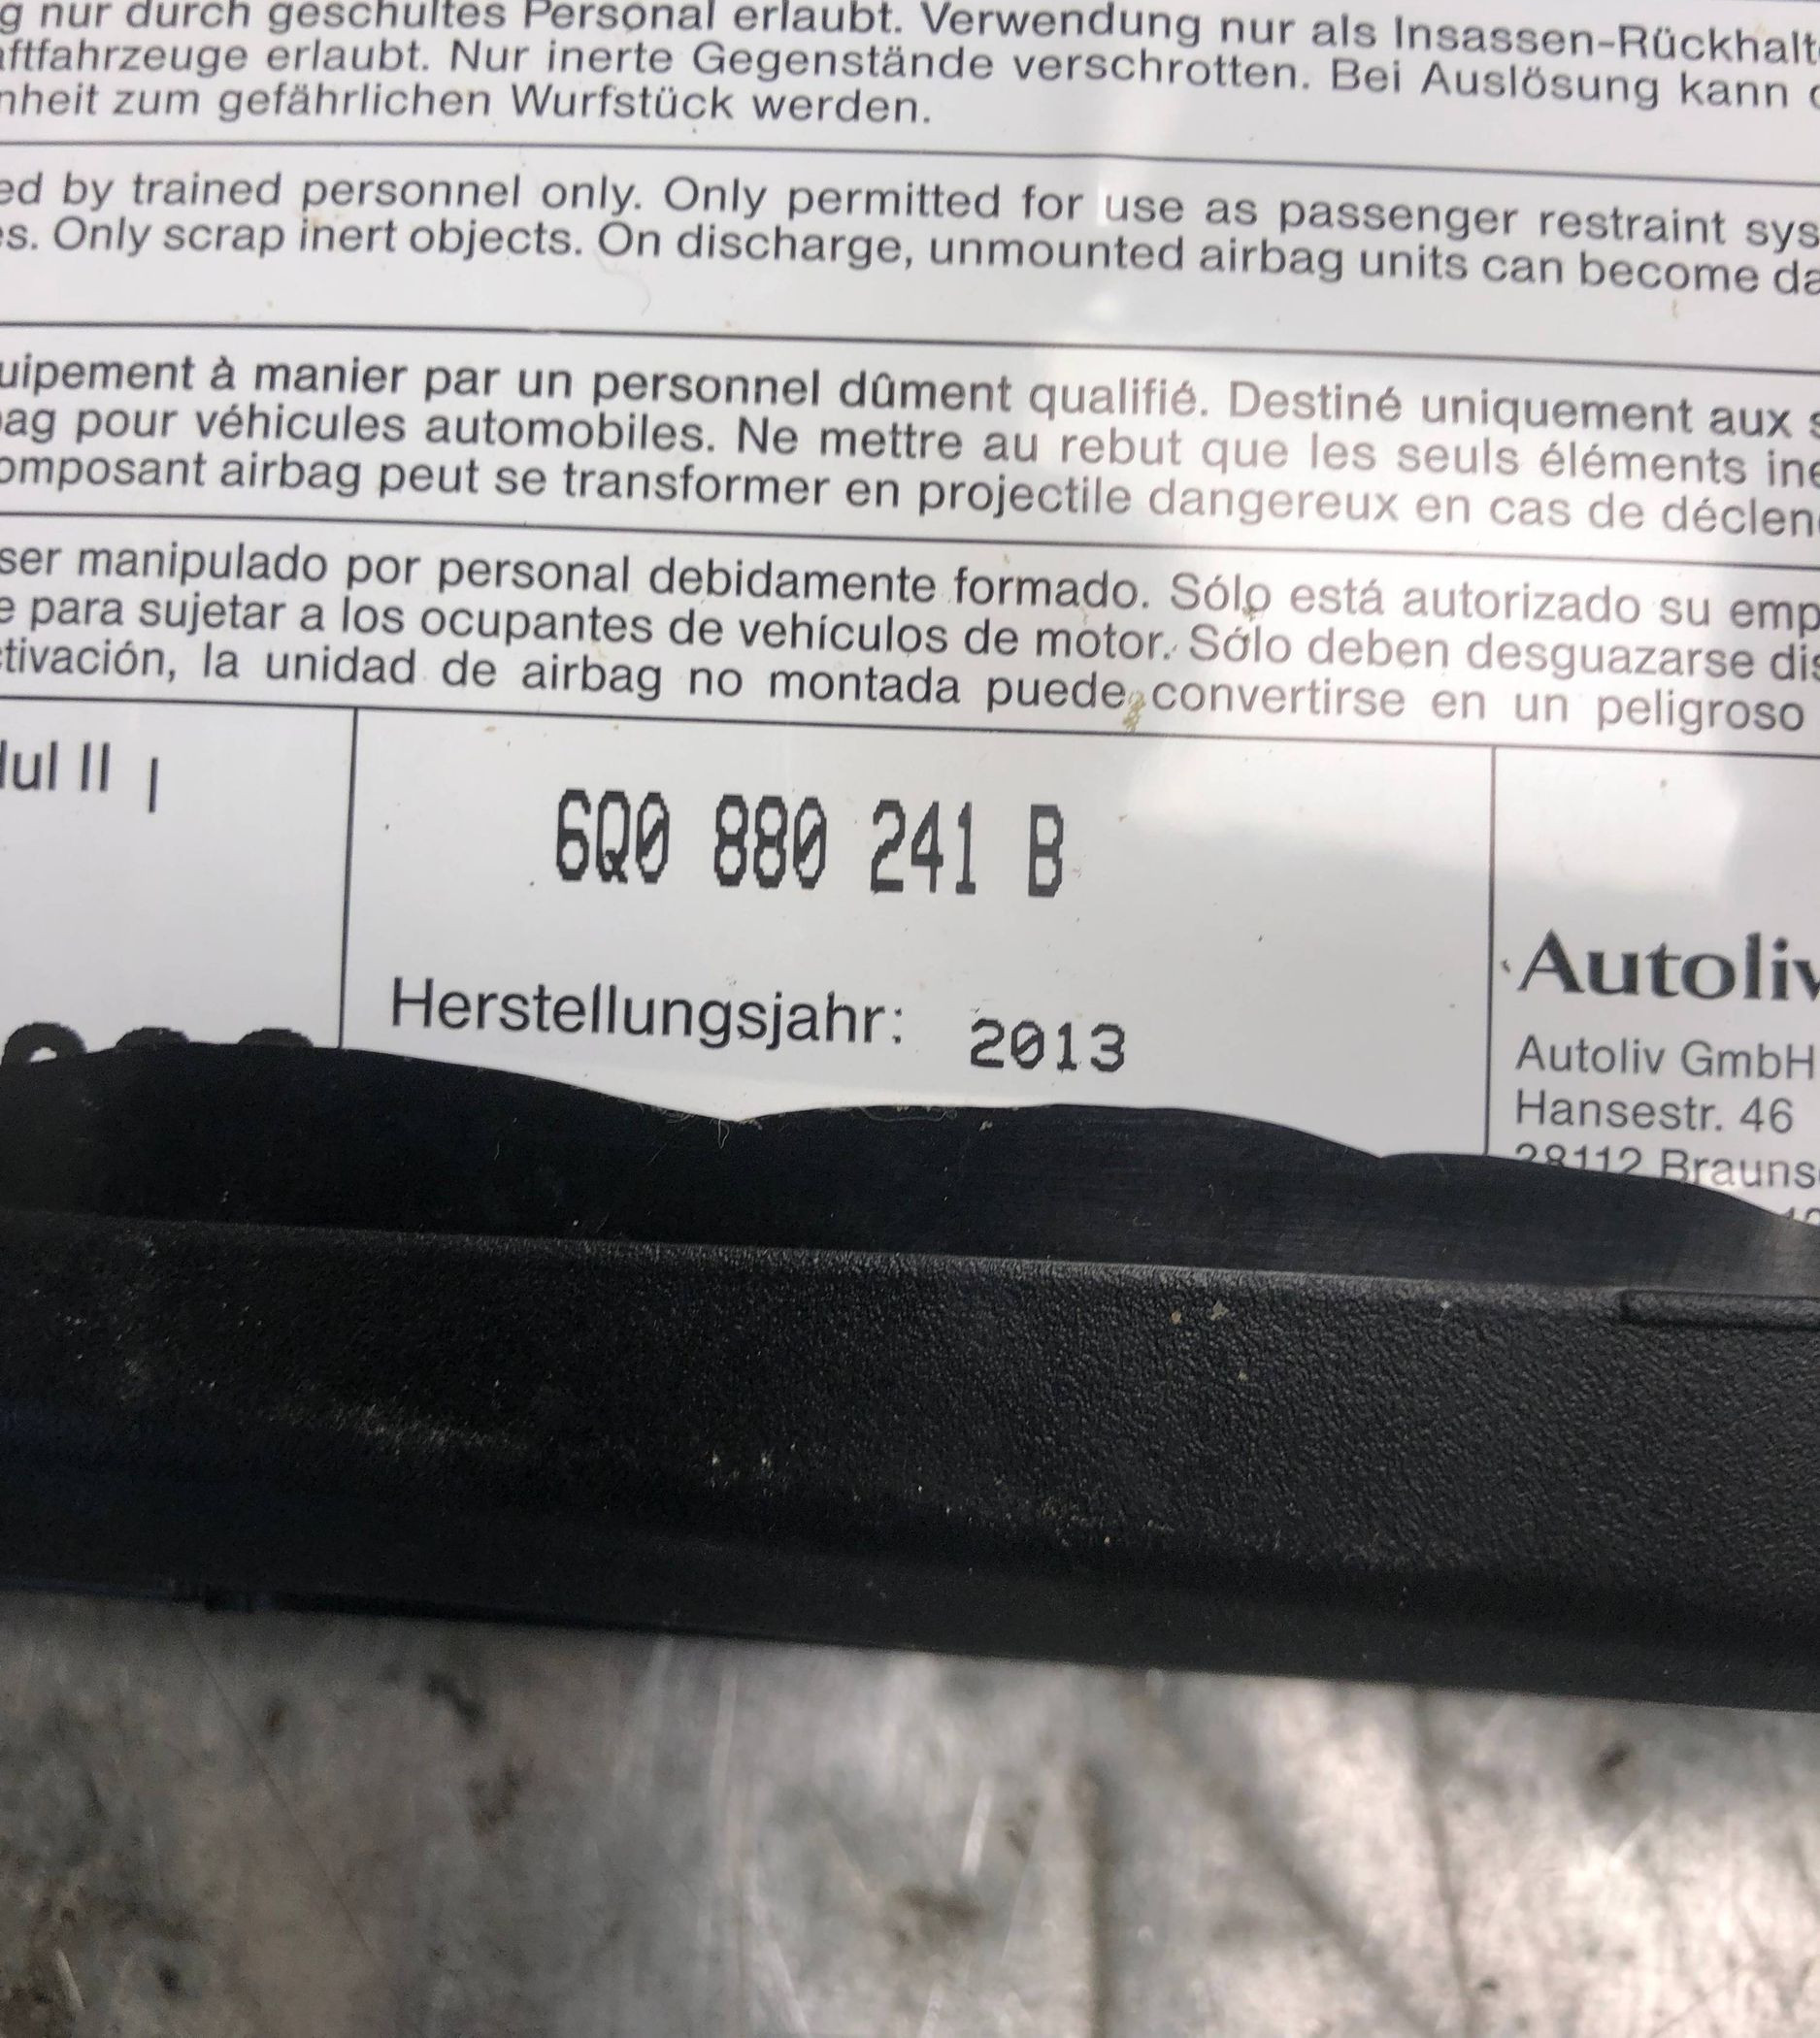 nur durch geschultes Personal erlaubt. Verwendung nur als Insassen-Rückhalt
ftfahrzeuge erlaubt. Nur inerte Gegenstände verschrotten. Bei Auslösung kann
nheit zum gefährlichen Wurfstück werden.
ed by trained personnel only. Only permitted for use as passenger restraint sys
s. Only scrap inert objects. On discharge, unmounted airbag units can become da
uipement à manier par un personnel dûment qualifié. Destiné uniquement aux s
ag pour véhicules automobiles. Ne mettre au rebut que les seuls éléments ine
omposant airbag peut se transformer en projectile dangereux en cas de déclen
ser manipulado por personal debidamente formado. Sólo está autorizado su emp
e para sujetar a los ocupantes de vehículos de motor. Sólo deben desguazarse dis
tivación, la unidad de airbag no montada puede convertirse en un peligroso
lul II
6Q0 880 241 B
Herstellungsjahr: 2013
Autoliv
Autoliv GmbH
Hansestr. 46
Brauns